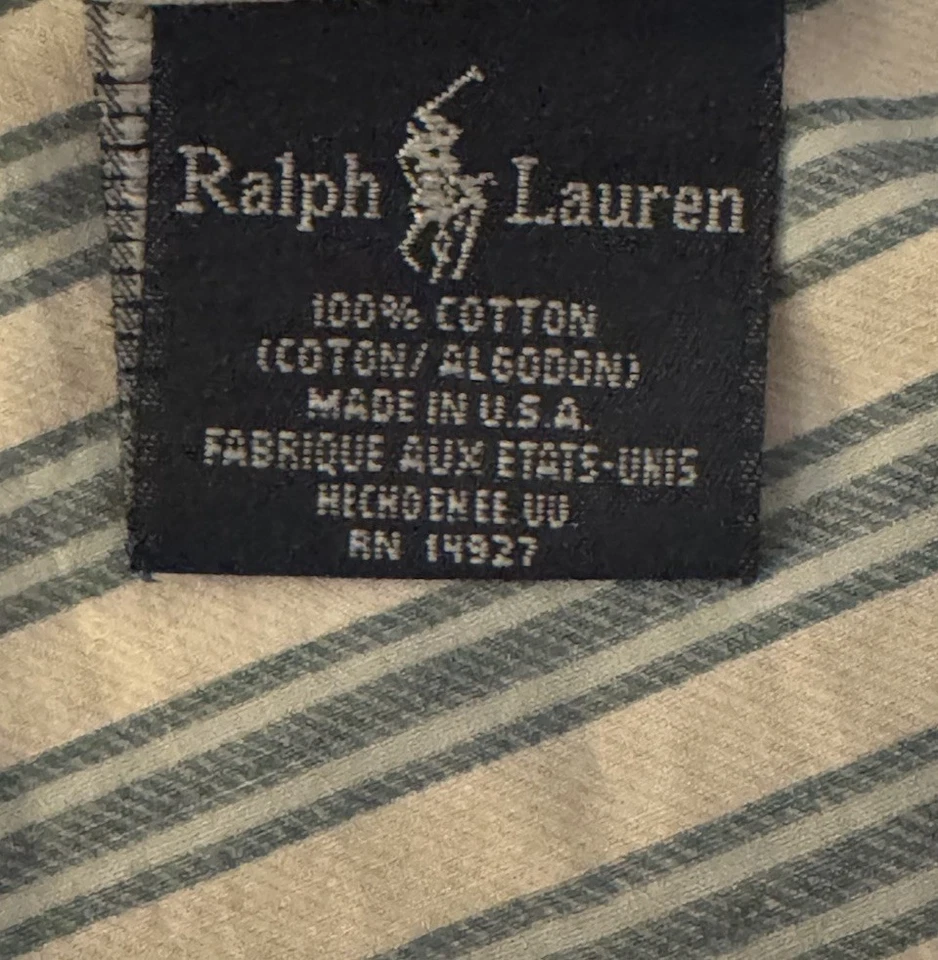 Ralph Lauren
100% COTTON
(COTON/ALGODON)
MADE IN U.S.A.
FABRIQUE AUX ETATS-UNIS
HECHO EN EE. UU
RN 14927